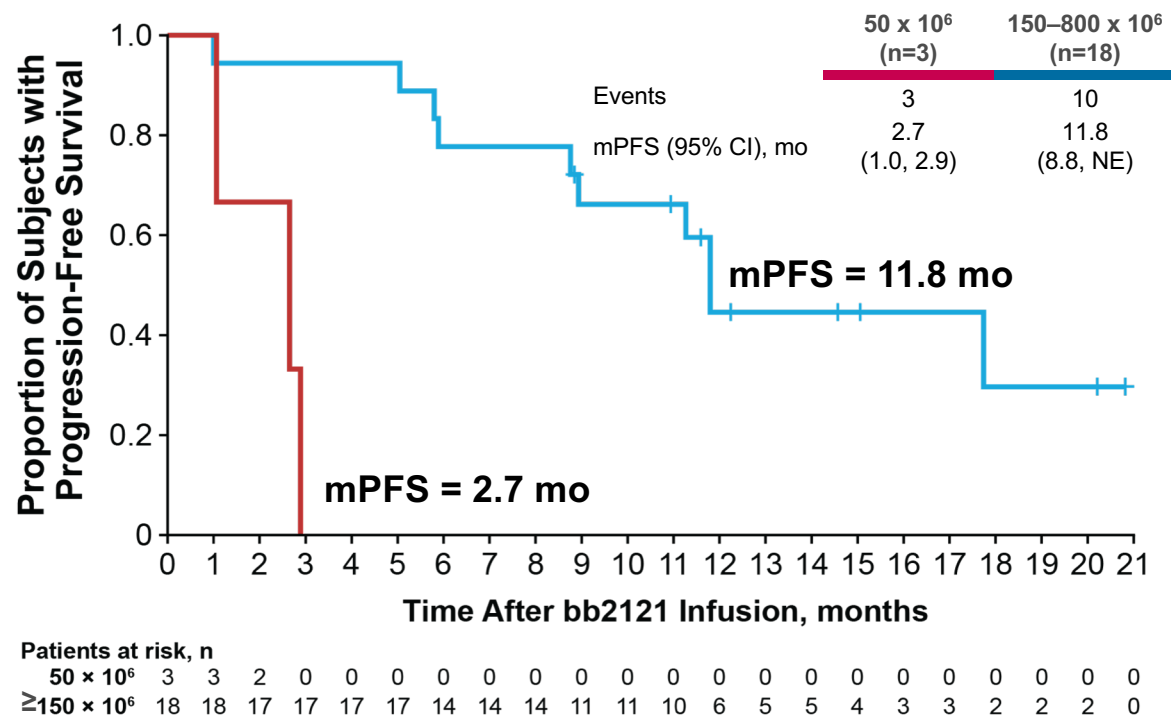 50 x 10⁶ 150–800 x 10⁶
(n=3) (n=18)
Events 3 10
mPFS (95% CI), mo 2.7 11.8
(1.0, 2.9) (8.8, NE)
Proportion of Subjects with
Progression-Free Survival
1.0
0.8
0.6
0.4
0.2
0
mPFS = 11.8 mo
mPFS = 2.7 mo
0 1 2 3 4 5 6 7 8 9 10 11 12 13 14 15 16 17 18 19 20 21
Time After bb2121 Infusion, months
Patients at risk, n
50 × 10⁶ 3 3 2 0 0 0 0 0 0 0 0 0 0 0 0 0 0 0 0 0 0 0
≥150 × 10⁶ 18 18 17 17 17 17 14 14 14 11 11 10 6 5 5 4 3 3 2 2 2 0